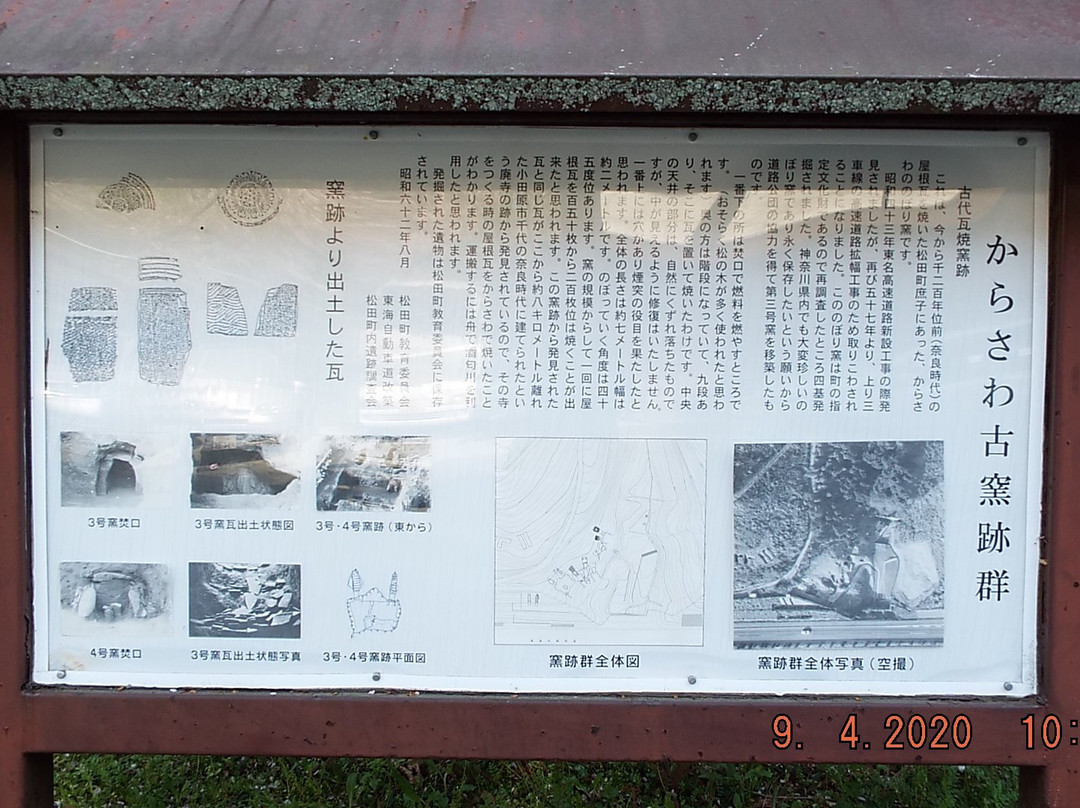 からさわ古窯跡群
古代瓦焼窯跡
これは、今から千二百年位前(奈良時代)の
屋根瓦を焼いた松田町庶子にあった、からさ
わののぼり窯です。
昭和四十三年東名高速道路新設工事の際発
見されましたが、再び五十七年より、上り三
車線の高速道路拡幅工事のため取りこわされ
ることになりました。このののぼり窯は町の指
定文化財であるので再調査したところ四基発
掘されました、神奈川県内でも大変珍しいの
ぼり窯であり永く保存したいという願いから
道路公団の協力を得て第三号窯を移築したも
のです。
一番下の所は焚口で燃料を燃やすところで
す。(おそらく松の木が多く使われたと思わ
れます)奥の方は階段になっていて、九段あ
り、そこに瓦を置いて焼いたわけです。中央
の天井の部分は、自然にくずれ落ちたもので
すが、中が見えるように修復はいたしません。
一番上には穴があり煙突の役目を果たしたと
思われます。全体の長さは約七メートル幅は
約二メートルです。のぼっていく角度は四十
五度位あります。窯の規模からして一回に屋
根瓦を百五十枚から二百枚位は焼くことが出
来たと思われます。この窯跡から発見された
瓦と同じ瓦がここから約八キロメートル離れ
た小田原市千代の奈良時代に建てられたとい
う廃寺の跡から発見されているので、その寺
をつくる時の屋根瓦をからさわで焼いたこと
がわかります。運搬するには舟で酒匂川を利
用したと思われます。
発掘された遺物は松田町教育委員会に保存
されています。
昭和六十二年八月
松田町教育委員会
東海自動車道改築
松田町内遺跡調査会
窯跡より出土した瓦
3号窯焚口
3号窯瓦出土状態図
3号・4号窯跡(東から)
4号窯焚口
3号窯瓦出土状態写真
3号・4号窯跡平面図
窯跡群全体図
窯跡群全体写真(空撮)
9. 4.2020 10: